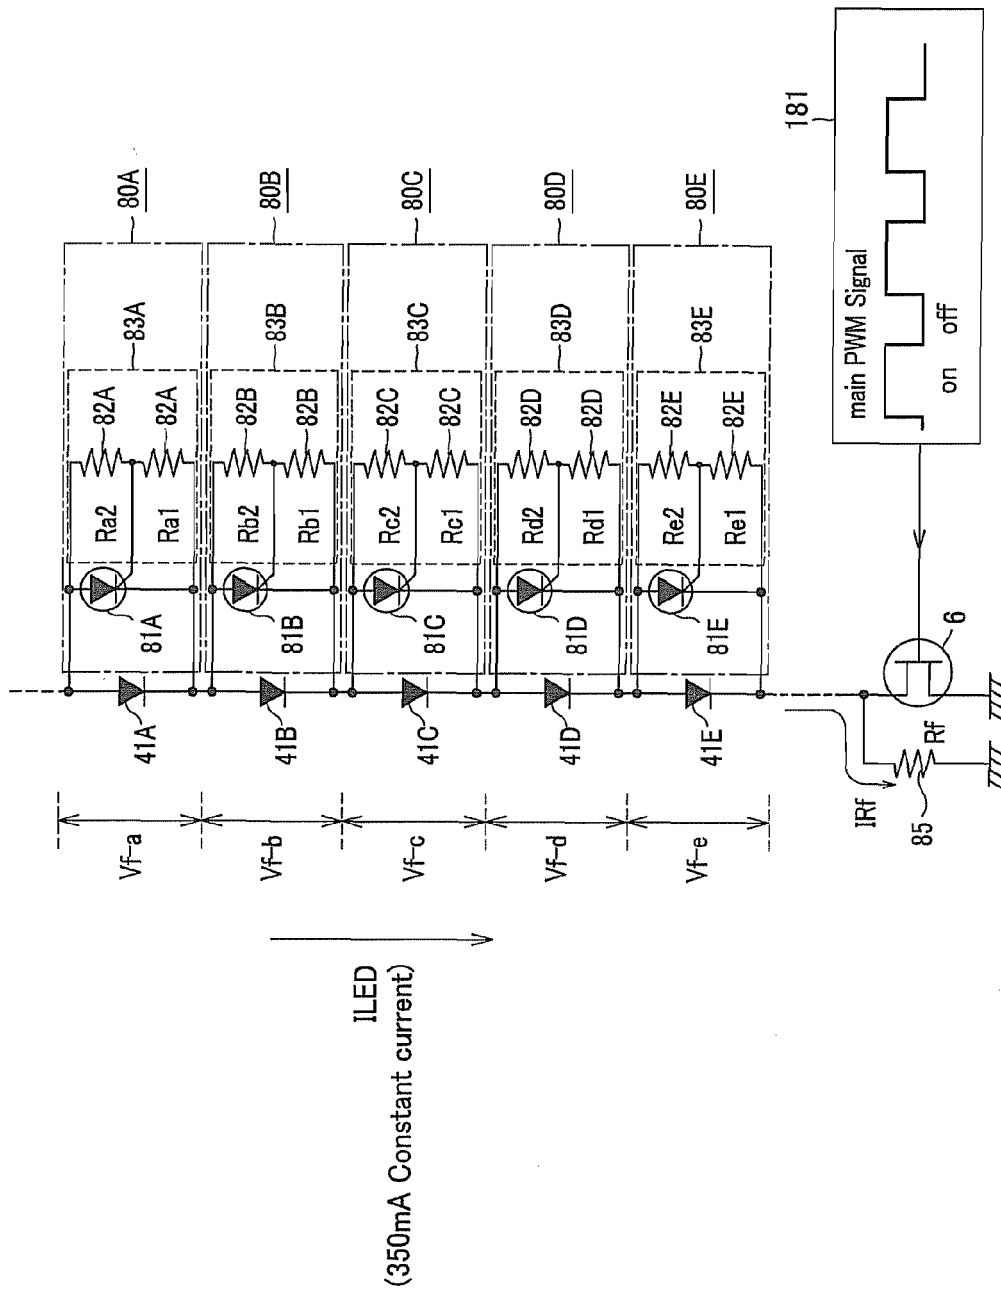 181
main PWM Signal
on
off
80A
80B
80C
80D
80E
83A
83B
83C
83D
83E
82A
82A
82B
82B
82C
82C
82D
82D
82E
82E
Ra2
Ra1
Rb2
Rb1
Rc2
Rc1
Rd2
Rd1
Re2
Re1
81A
81B
81C
81D
81E
6
41A
41B
41C
41D
41E
Rf
IRf
85
Vf-a
Vf-b
Vf-c
Vf-d
Vf-e
ILED
(350mA Constant current)